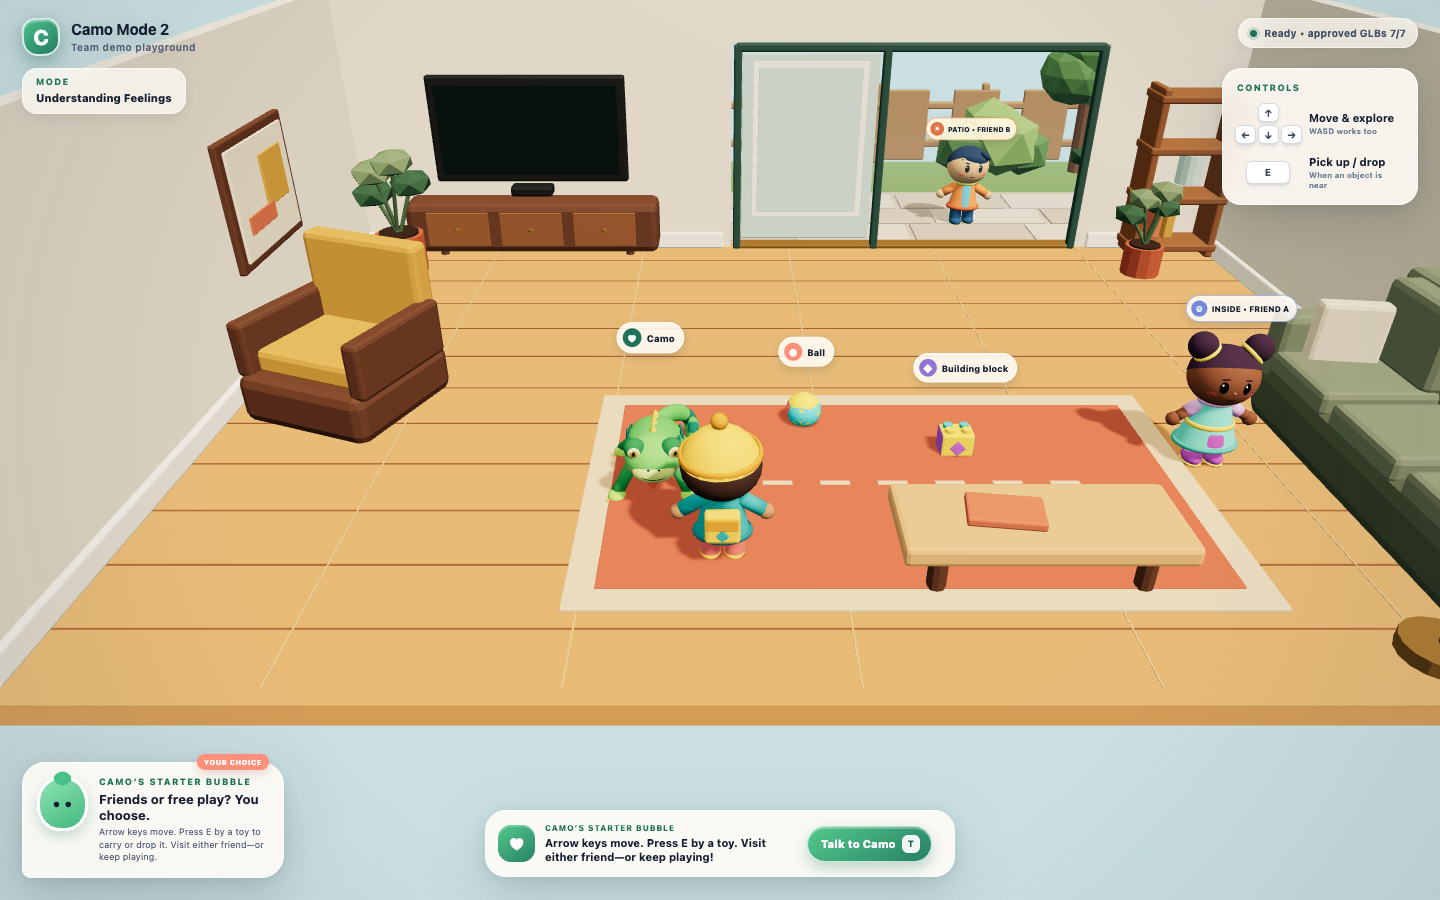 C
Camo Mode 2
Team demo playground
MODE
Understanding Feelings
Ready • approved GLBs 7/7
CONTROLS
↑
← ↓ →
Move & explore
WASD works too
E
Pick up / drop
When an object is
near
PATIO • FRIEND B
INSIDE • FRIEND A
Camo
Ball
Building block
YOUR CHOICE
CAMO'S STARTER BUBBLE
Friends or free play? You
choose.
Arrow keys move. Press E by a toy to
carry or drop it. Visit either friend—or
keep playing.
CAMO'S STARTER BUBBLE
Arrow keys move. Press E by a toy. Visit
either friend—or keep playing!
Talk to Camo T